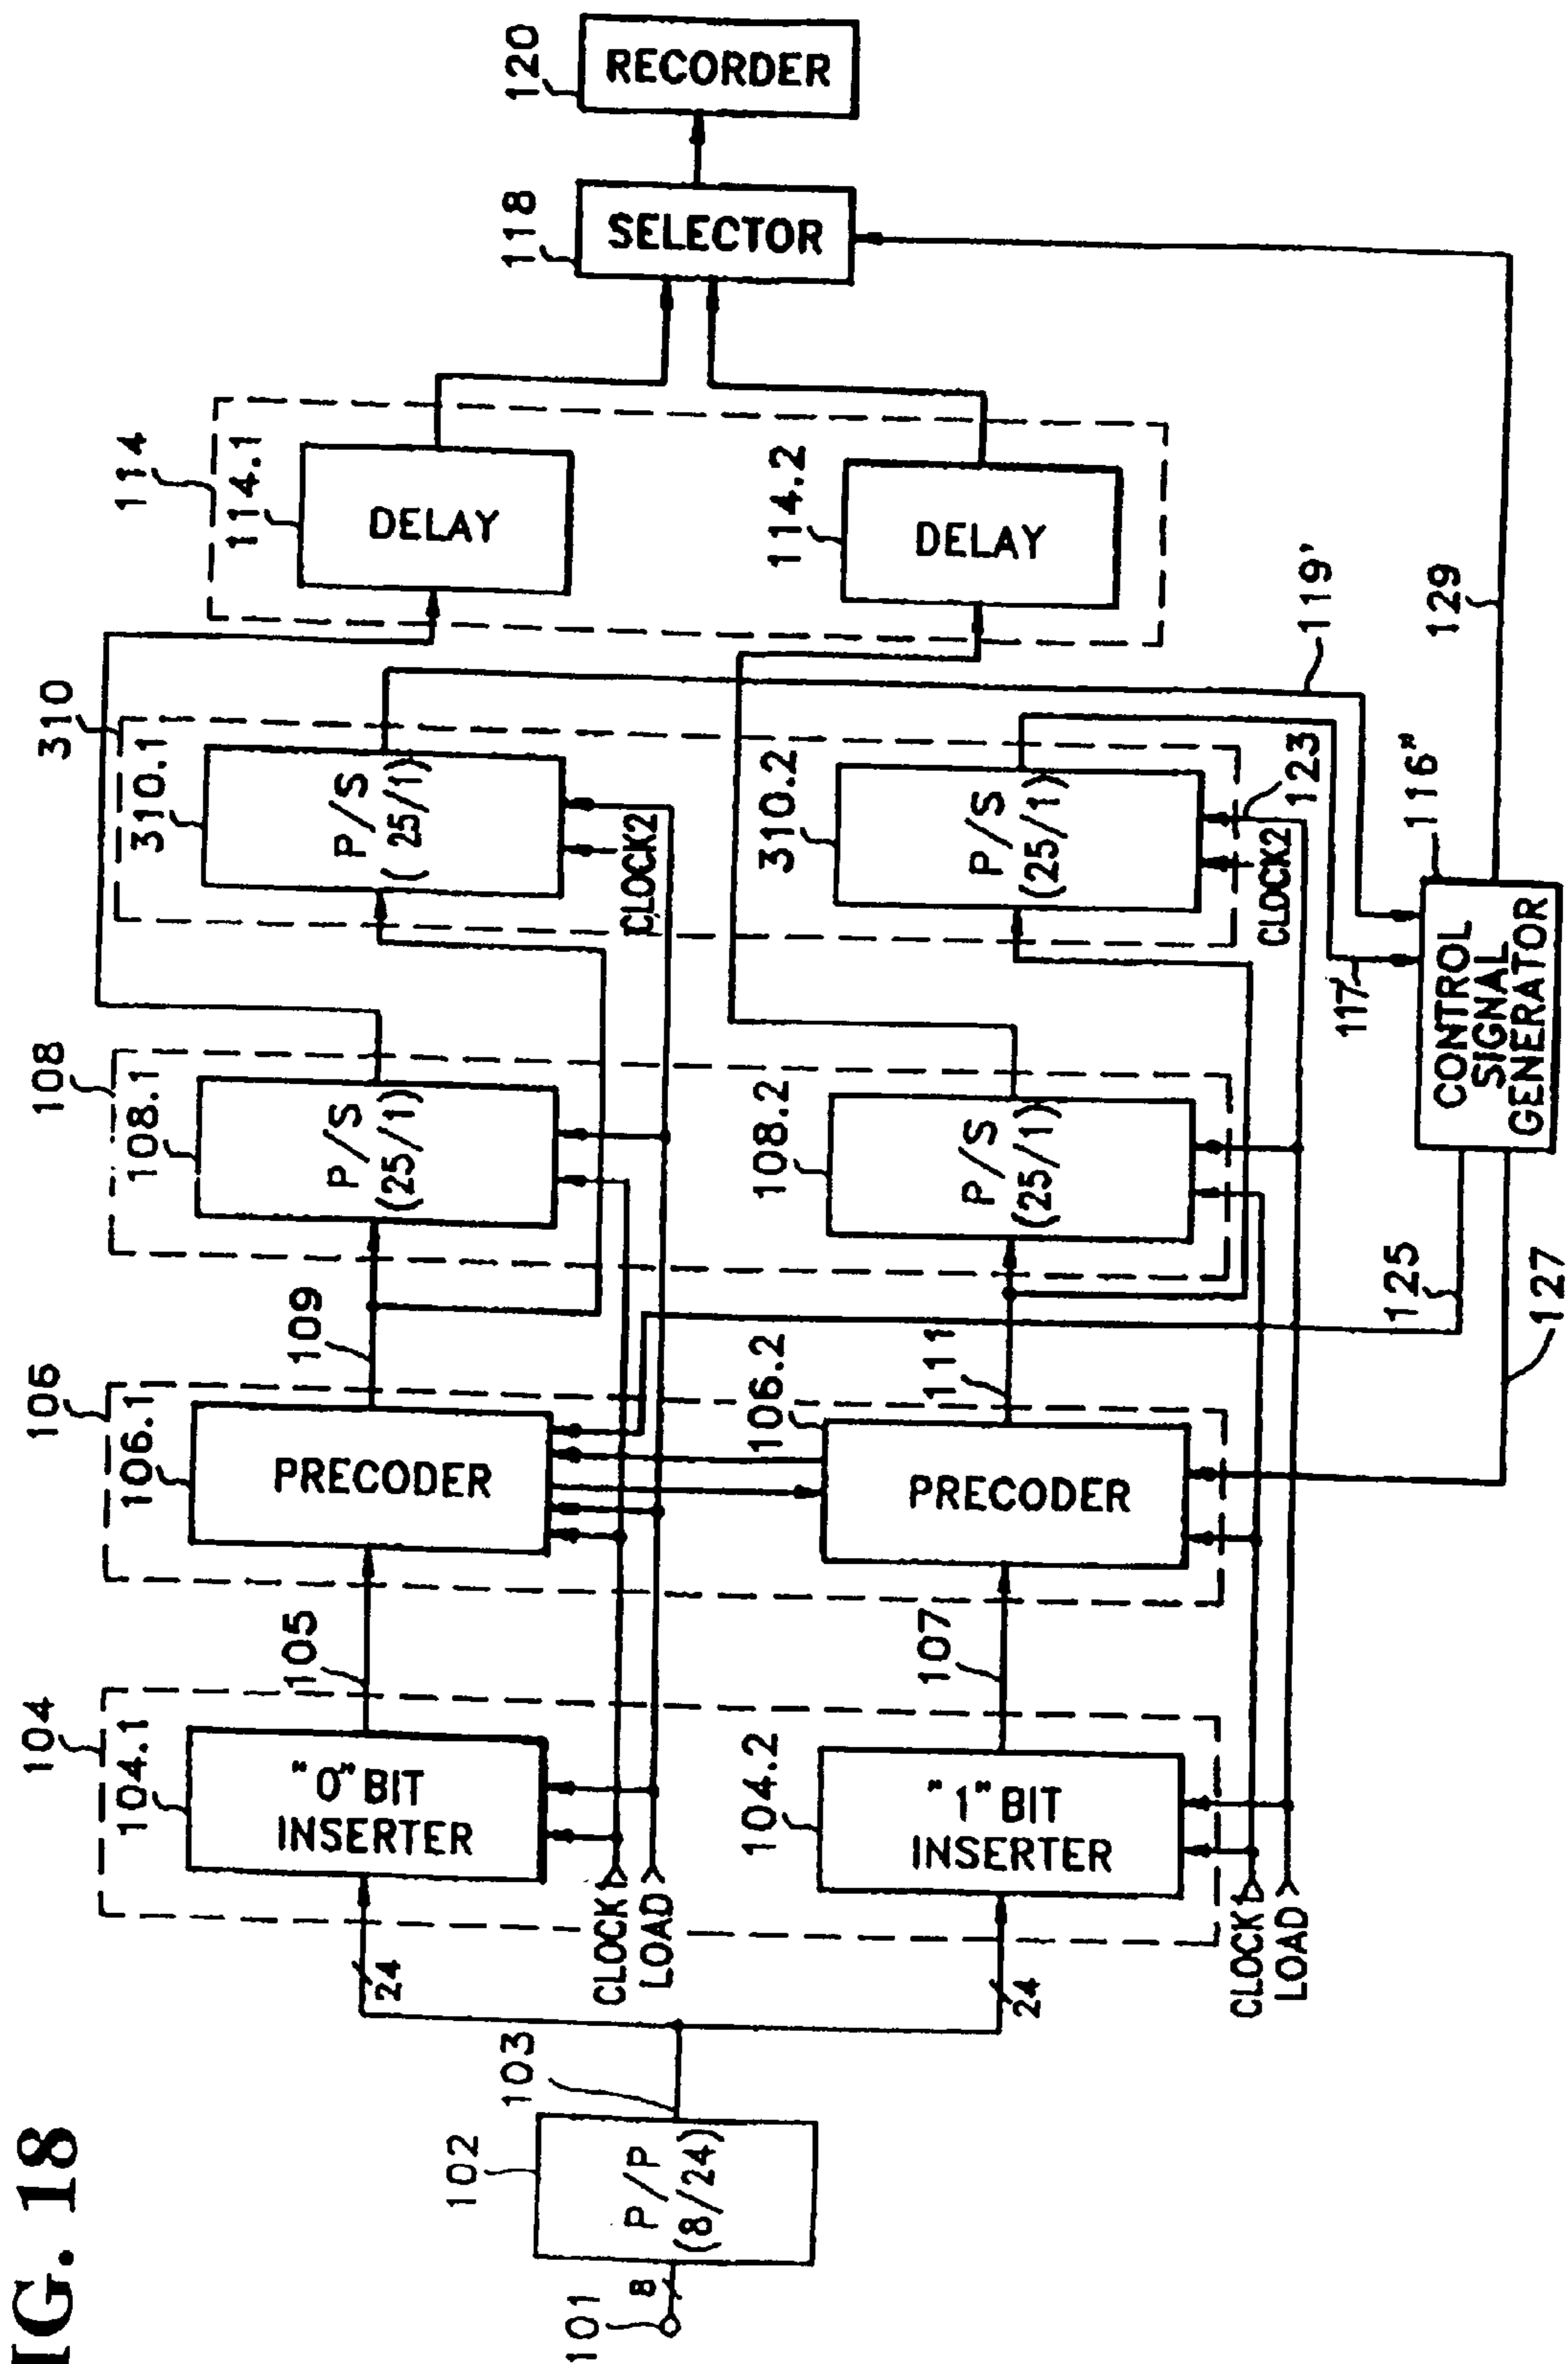 IG. 18
101
8
102
P/P
(8/24)
103
24
24
104
104.1
"0" BIT
INSERTER
104.2
"1" BIT
INSERTER
CLOCK1
LOAD
CLOCK1
LOAD
105
107
106
106.1
PRECODER
106.2
PRECODER
109
111
108
108.1
P/S
(25/1)
108.2
P/S
(25/1)
125
127
310
310.1
P/S
(25/1)
CLOCK2
310.2
P/S
(25/1)
CLOCK2
123
117
119'
116"
CONTROL
SIGNAL
GENERATOR
129
114
114.1
DELAY
114.2
DELAY
118
SELECTOR
120
RECORDER